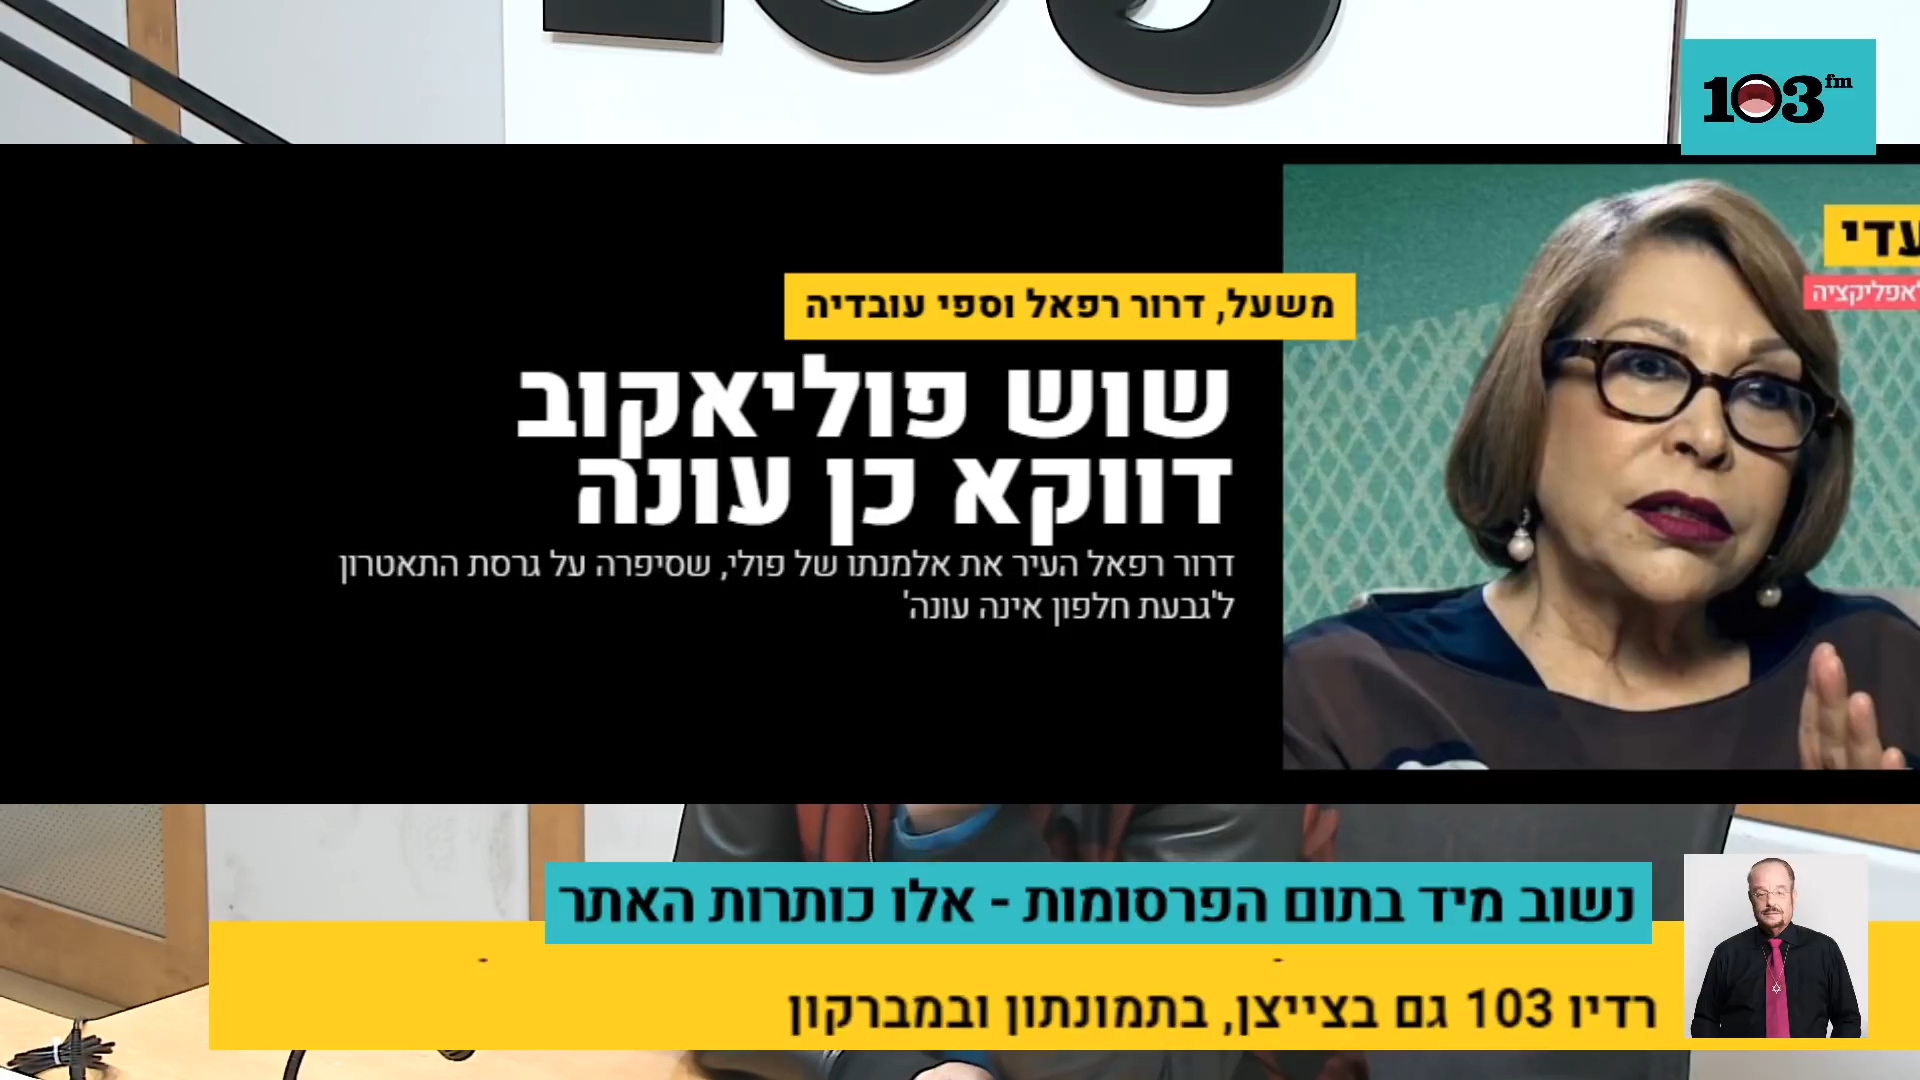 103
103fm
עדי
אפליקציה
משעל, דרור רפאל וספי עובדיה
שוש פוליאקוב
דווקא כן עונה
דרור רפאל העיר את אלמנתו של פולי, שסיפרה על גרסת התאטרון
ל'גבעת חלפון אינה עונה'
נשוב מיד בתום הפרסומות - אלו כותרות האתר
רדיו 103 גם בצייצן, בתמונתון ובמברקון